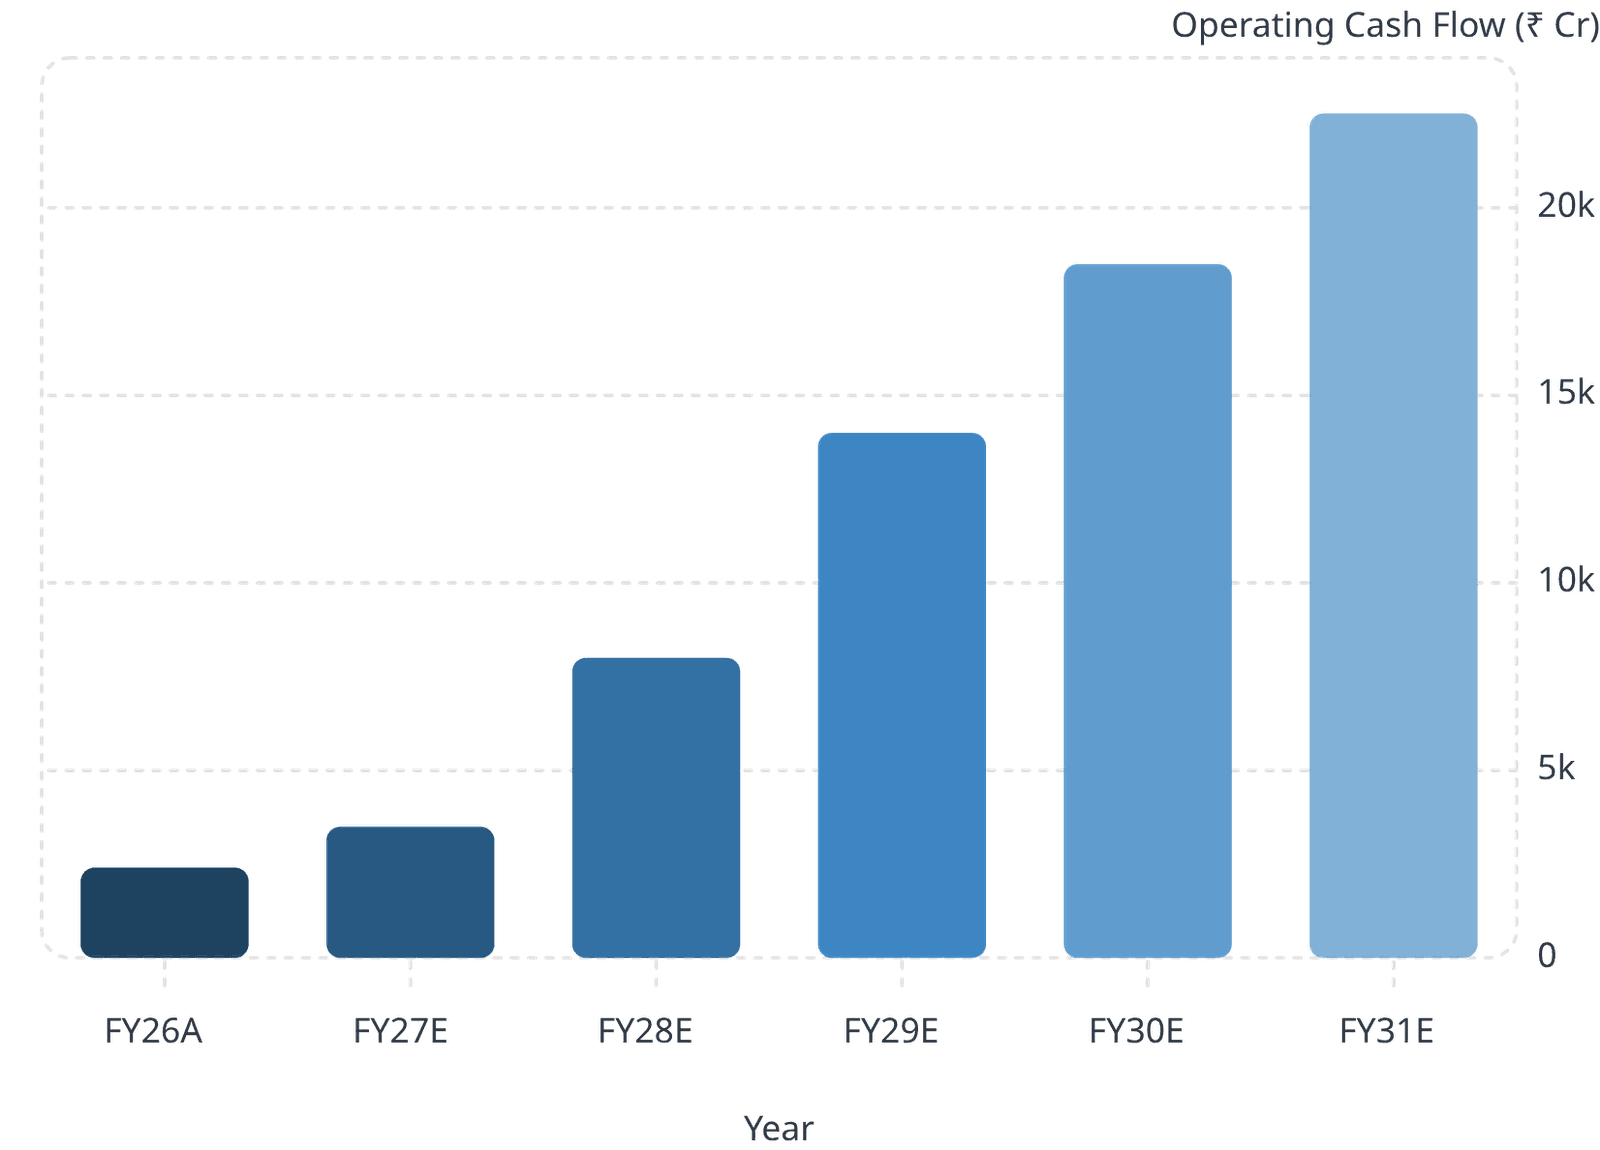 Operating Cash Flow (₹ Cr)
20k
15k
10k
5k
0
FY26A FY27E FY28E FY29E FY30E FY31E
Year